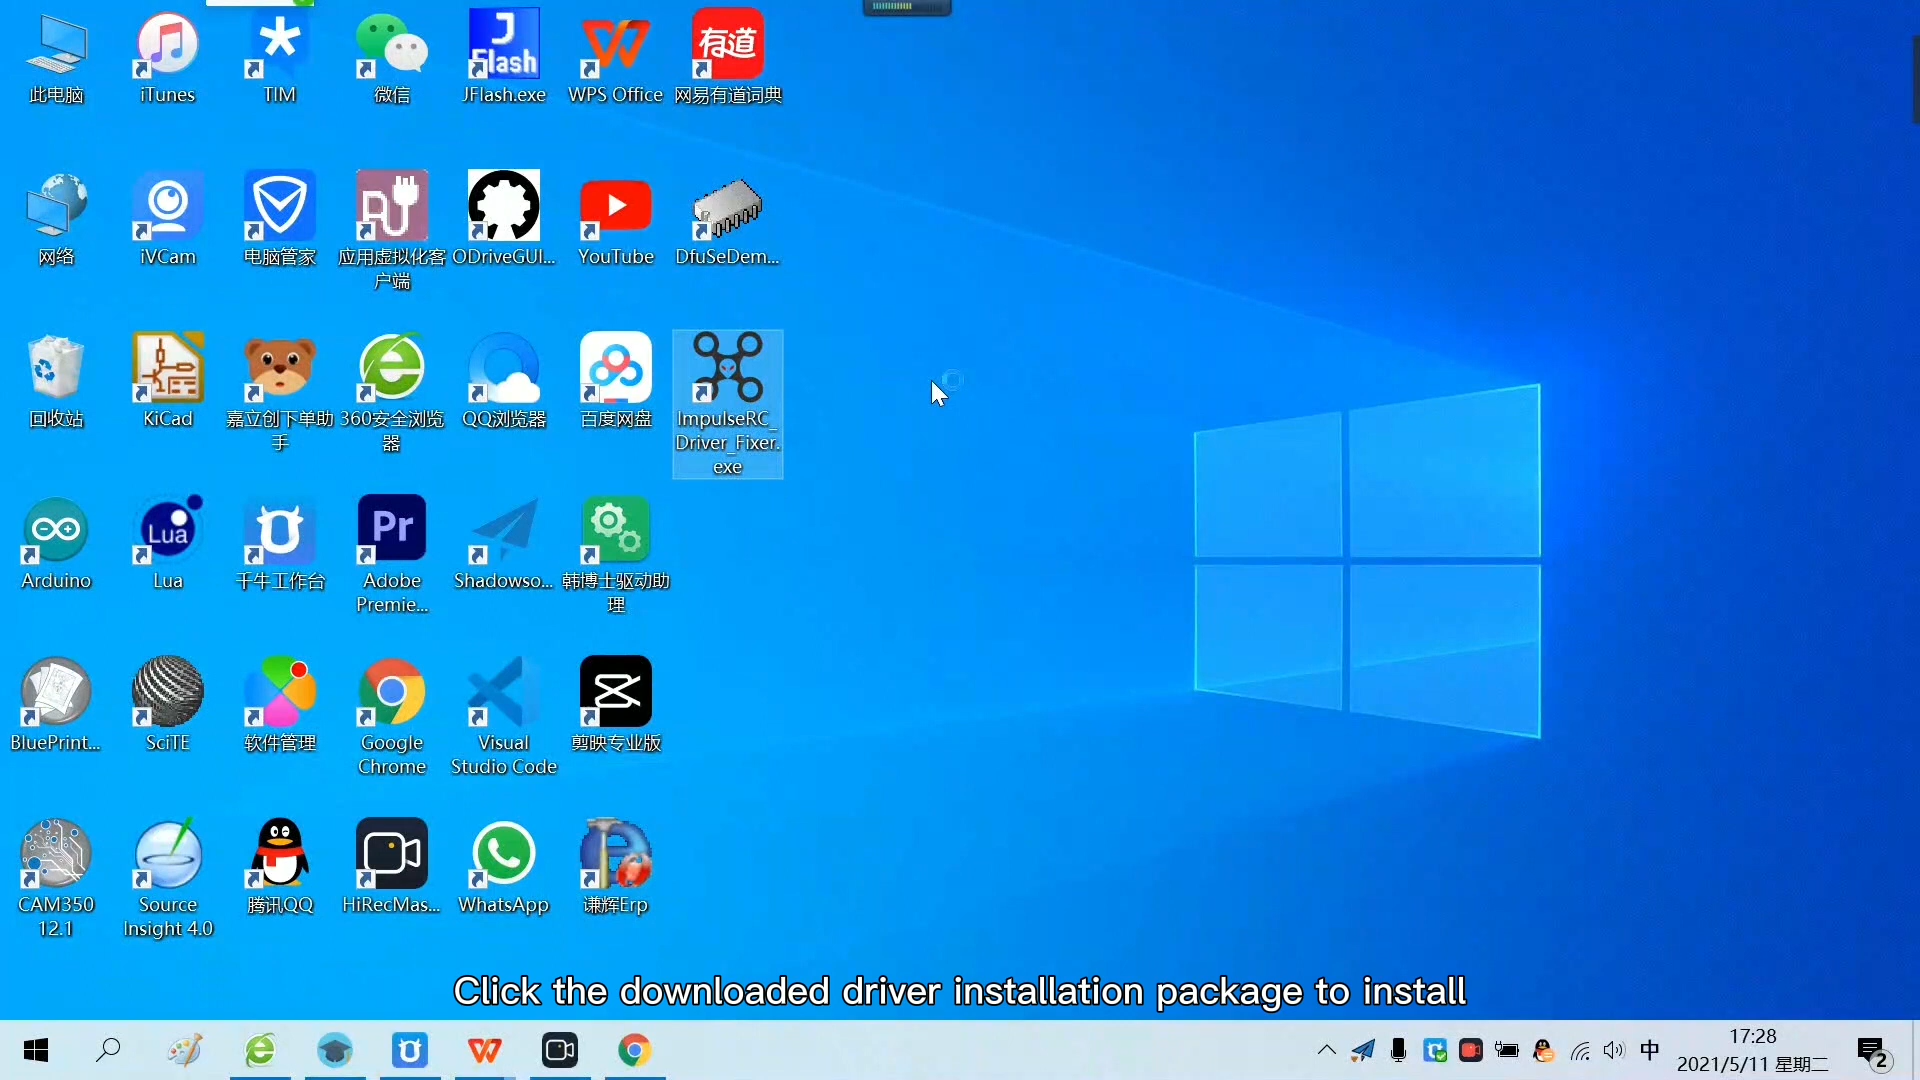 此电脑
iTunes
TIM
微信
J
Flash
JFlash.exe
WPS Office
有道
网易有道词典
网络
iVCam
电脑管家
应用虚拟化客
户端
ODriveGUI...
YouTube
DfuSeDem...
回收站
KiCad
嘉立创下单助
手
360安全浏览
器
QQ浏览器
百度网盘
ImpulseRC_
Driver_Fixer.
exe
Arduino
Lua
Lua
千牛工作台
Pr
Adobe
Premie...
Shadowso...
韩博士驱动助
理
BluePrint...
SciTE
软件管理
Google
Chrome
Visual
Studio Code
剪映专业版
CAM350
12.1
Source
Insight 4.0
腾讯QQ
HiRecMas...
WhatsApp
谦辉Erp
Click the downloaded driver installation package to install
中
17:28
2021/5/11 星期二
2